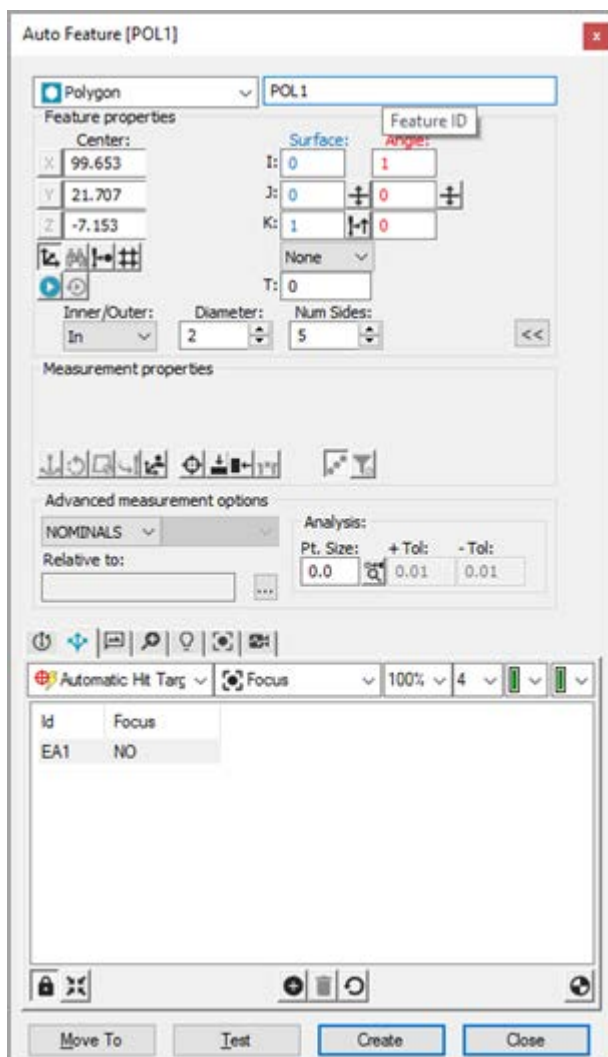 Auto Feature [POL1]
x
Polygon POL1
Feature ID
Feature properties
Center: Surface: Angle:
X 99.653 I: 0 1
Y 21.707 J: 0 0
Z -7.153 K: 1 0
None
T: 0
Inner/Outer: Diameter: Num Sides:
In 2 5 <<
Measurement properties
Advanced measurement options
NOMINALS
Relative to:
...
Analysis:
Pt. Size: + Tol: - Tol:
0.0 0.01 0.01
Automatic Hit Targ Focus 100% 4
Id Focus
EA1 NO
Move To Test Create Close